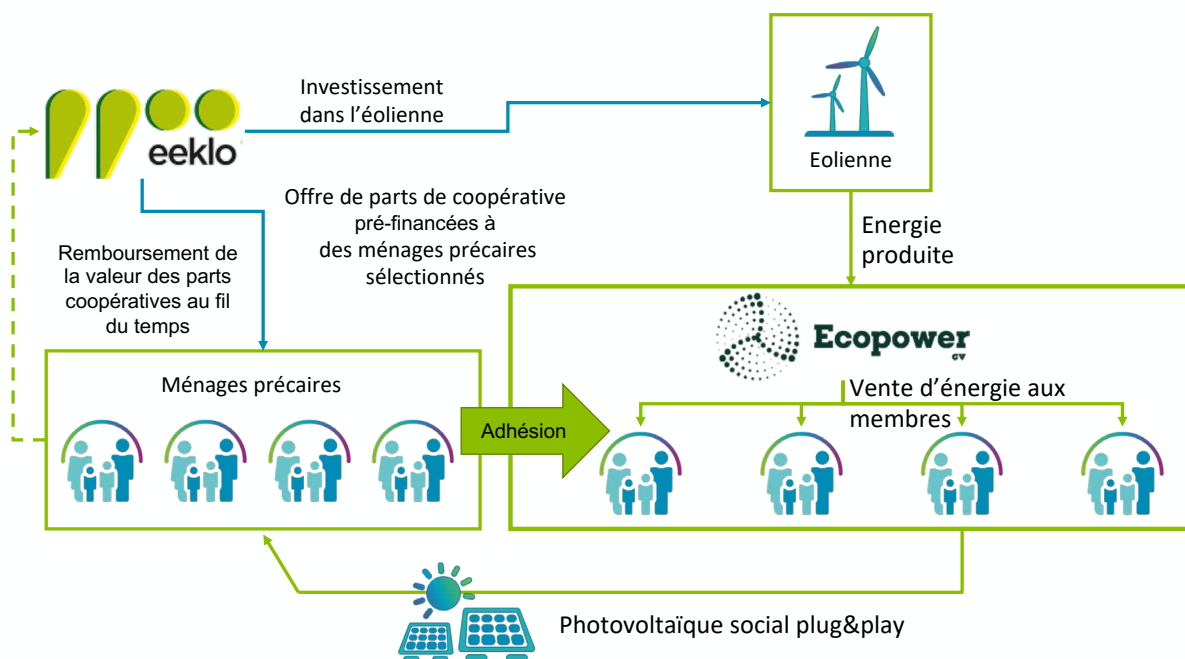 Investissement
dans l’éolienne
eeklo
Eolienne
Offre de parts de coopérative
pré-financées à
des ménages précaires
sélectionnés
Energie
produite
Remboursement de
la valeur des parts
coopératives au fil
du temps
Ecopower
CV
Ménages précaires
Vente d’énergie aux
membres
Adhésion
Photovoltaïque social plug&play